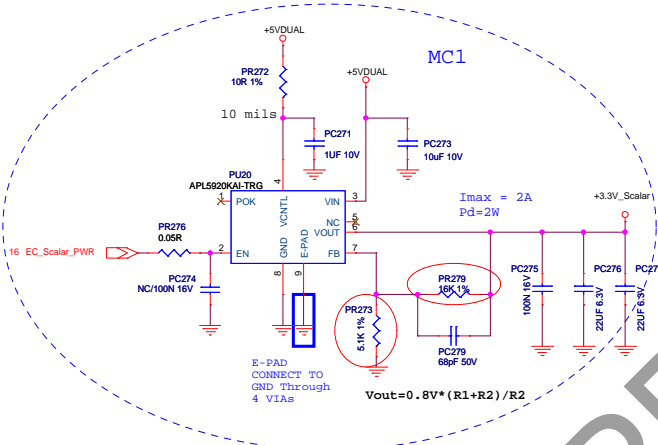 +5VDUAL
MC1
PR272
10R 1%
+5VDUAL
10 mils
PC271
1UF 10V
PC273
10uF 10V
PU20
APL5920KAI-TRG
4
1
POK
VCNTL
VIN
3
NC
5
VOUT
6
Imax = 2A
Pd=2W
+3.3V_Scalar
PR276
0.05R
16 EC_Scalar_PWR
2
EN
GND
E-PAD
FB
7
8
9
PC274
NC/100N 16V
PR279
16K 1%
PR273
5.1K 1%
PC279
68pF 50V
PC275
100N 16V
PC276
22UF 6.3V
22UF 6.3V
E-PAD
CONNECT TO
GND Through
4 VIAs
Vout=0.8V*(R1+R2)/R2